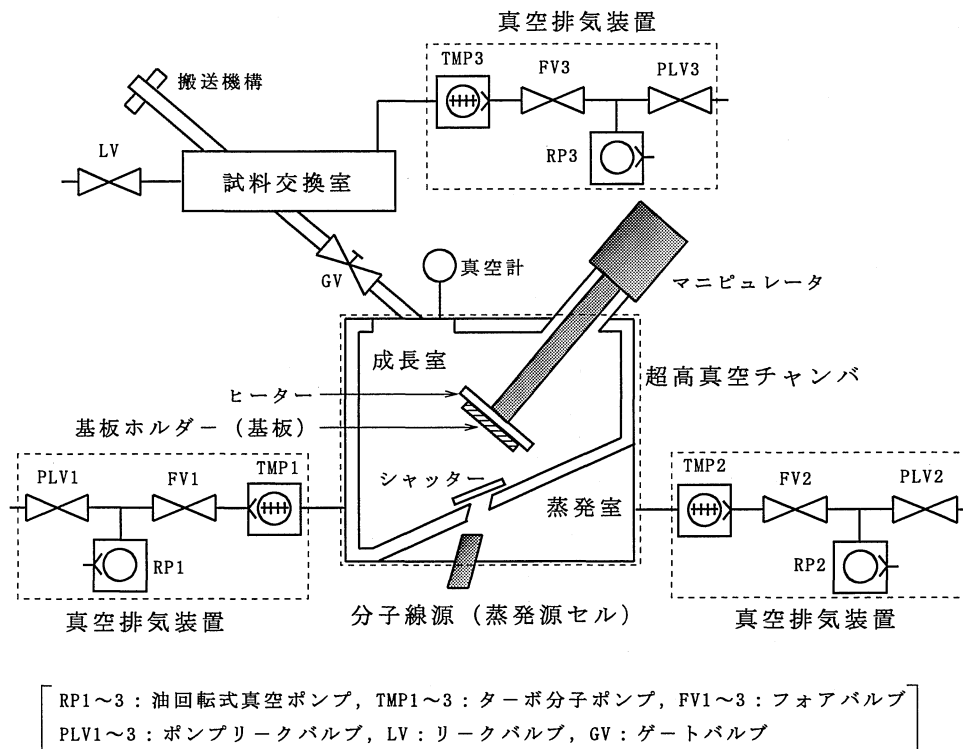 真空排気装置
TMP3
FV3
PLV3
RP3
搬送機構
LV
試料交換室
GV
真空計
マニピュレータ
成長室
超高真空チャンバ
ヒーター
基板ホルダー(基板)
シャッター
蒸発室
PLV1
FV1
TMP1
RP1
真空排気装置
TMP2
FV2
PLV2
RP2
真空排気装置
分子線源(蒸発源セル)
RP1~3:油回転式真空ポンプ, TMP1~3:ターボ分子ポンプ, FV1~3:フォアバルブ
PLV1~3:ポンプリークバルブ, LV:リークバルブ, GV:ゲートバルブ